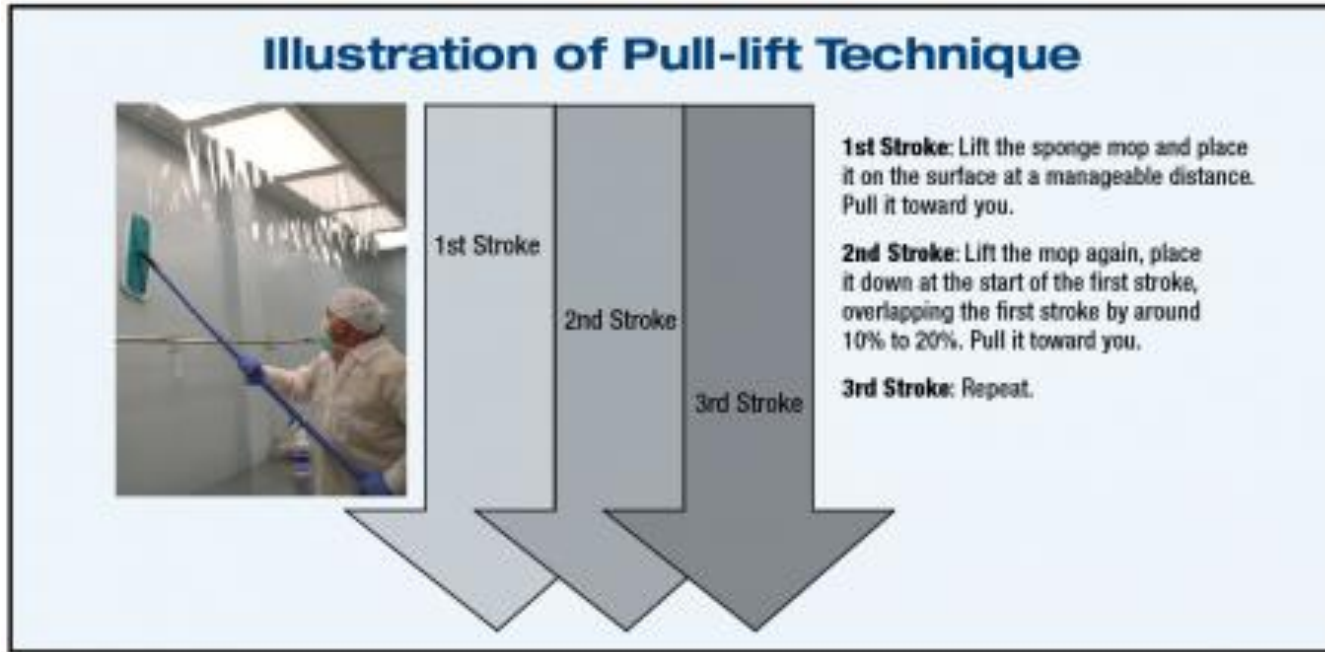 Illustration of Pull-lift Technique
1st Stroke
2nd Stroke
3rd Stroke
1st Stroke: Lift the sponge mop and place
it on the surface at a manageable distance.
Pull it toward you.
2nd Stroke: Lift the mop again, place
it down at the start of the first stroke,
overlapping the first stroke by around
10% to 20%. Pull it toward you.
3rd Stroke: Repeat.